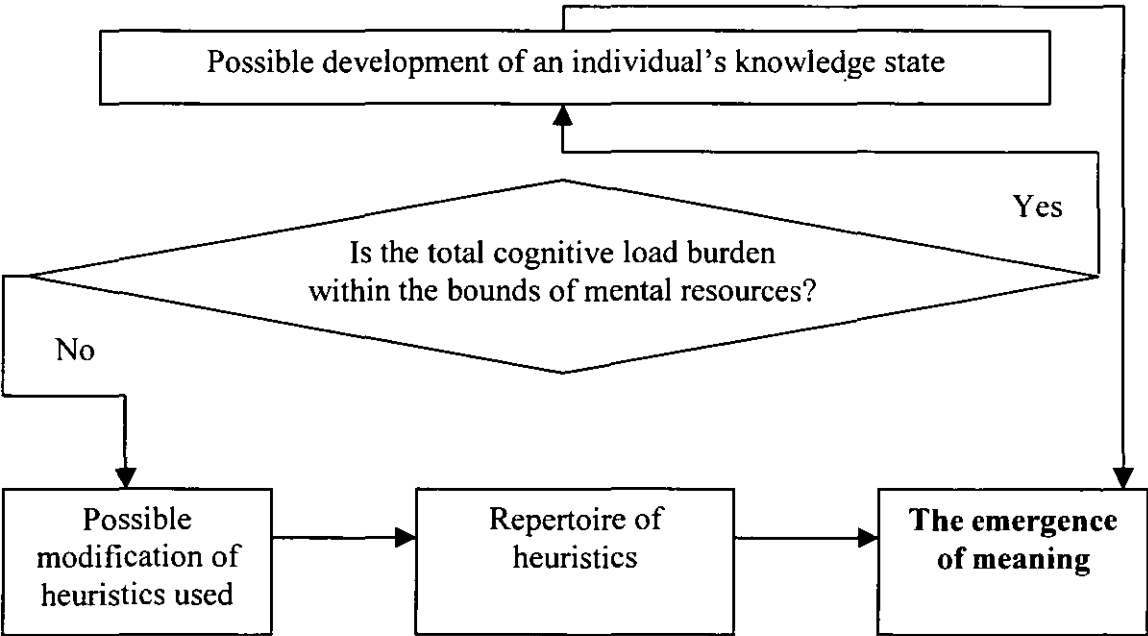 Possible development of an individual's knowledge state
Yes
Is the total cognitive load burden
within the bounds of mental resources?
No
Possible
modification of
heuristics used
Repertoire of
heuristics
The emergence
of meaning